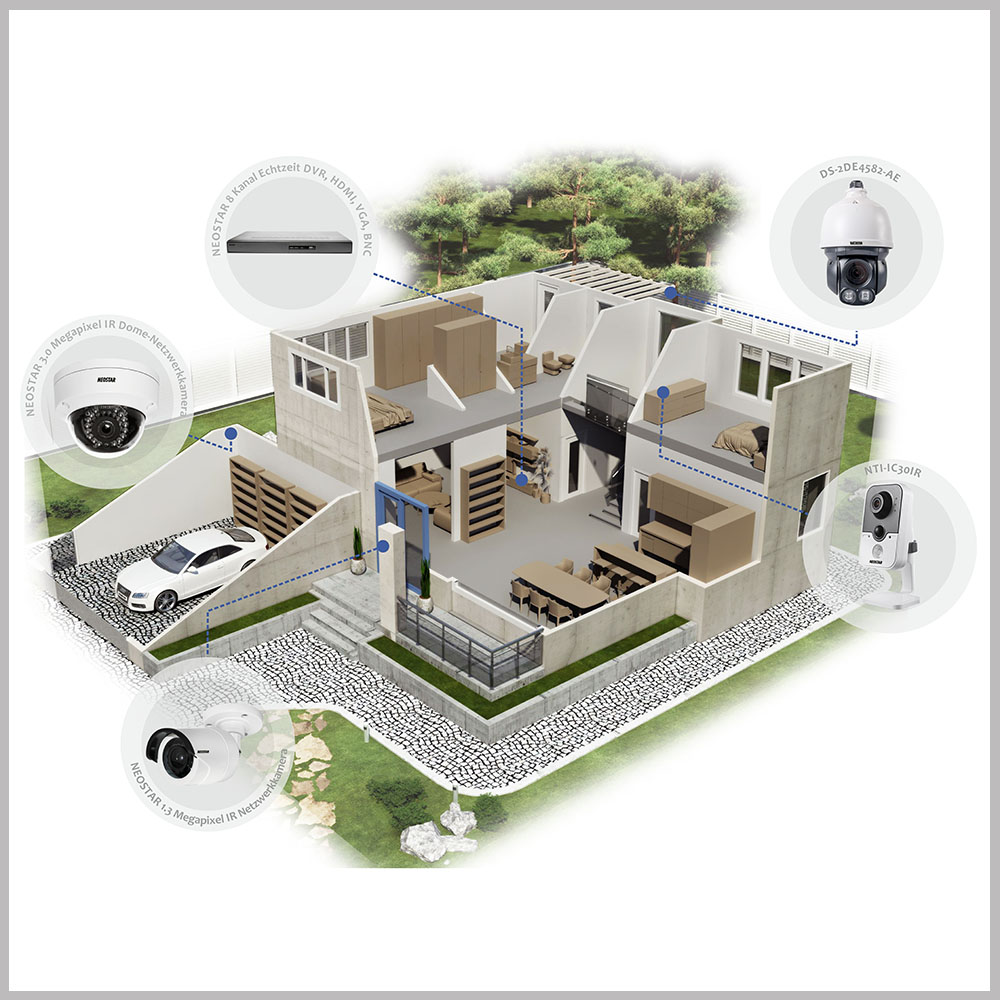 NEOSTAR 8 Kanal Echtzeit DVR, HDMI, VGA, BNC
DS-2DE4582-AE
NEOSTAR 3.0 Megapixel IR Dome-Netzwerkkamera
NEOSTAR
NTI-IC30IR
NEOSTAR
NEOSTAR 1.3 Megapixel IR Netzwerkkamera